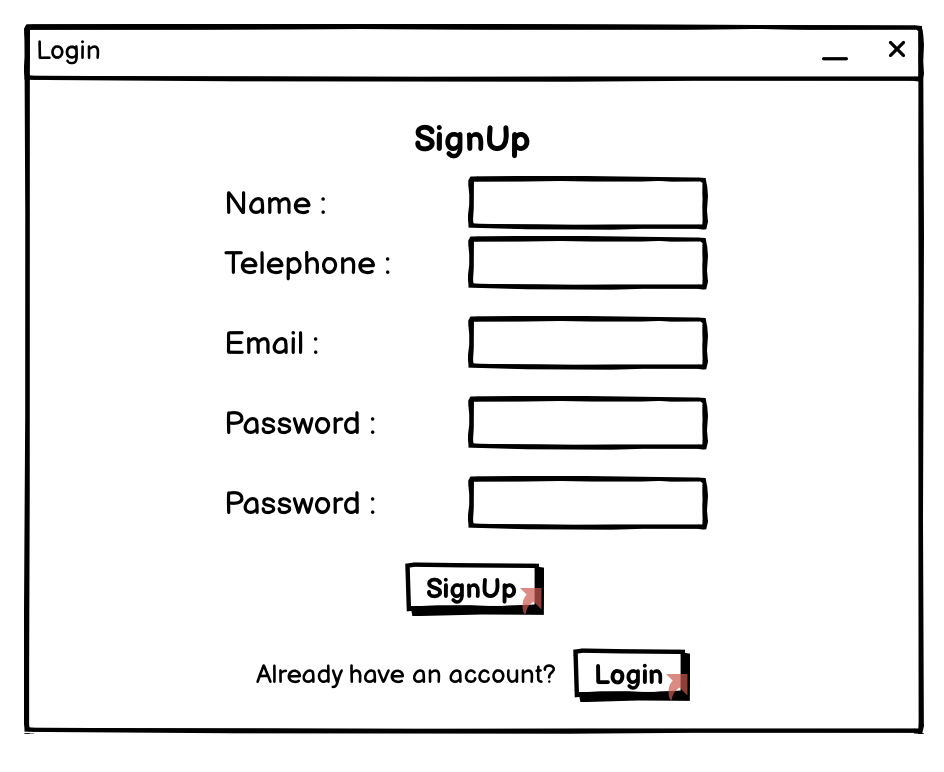 Login
SignUp
Name :
Telephone :
Email :
Password :
Password :
SignUp
Already have an account? Login